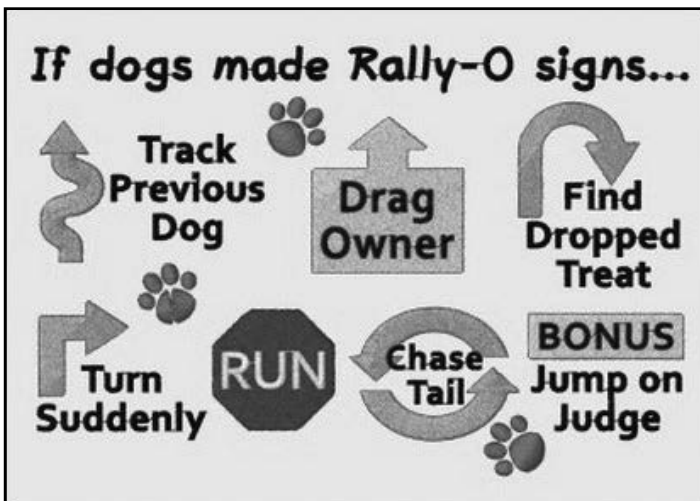 If dogs made Rally-O signs...
Track
Previous
Dog
Drag
Owner
Find
Dropped
Treat
Turn
Suddenly
RUN
Chase
Tail
BONUS
Jump on
Judge